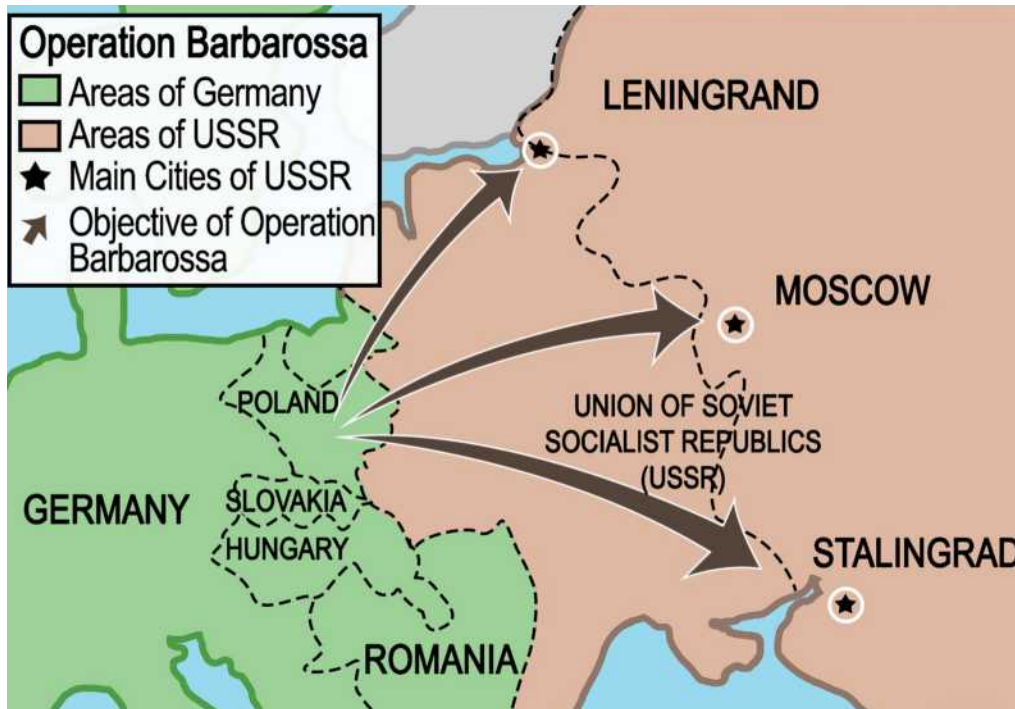 Operation Barbarossa
Areas of Germany
Areas of USSR
Main Cities of USSR
Objective of Operation
Barbarossa
LENINGRAND
MOSCOW
POLAND
UNION OF SOVIET
SOCIALIST REPUBLICS
(USSR)
GERMANY
SLOVAKIA
HUNGARY
STALINGRAD
ROMANIA